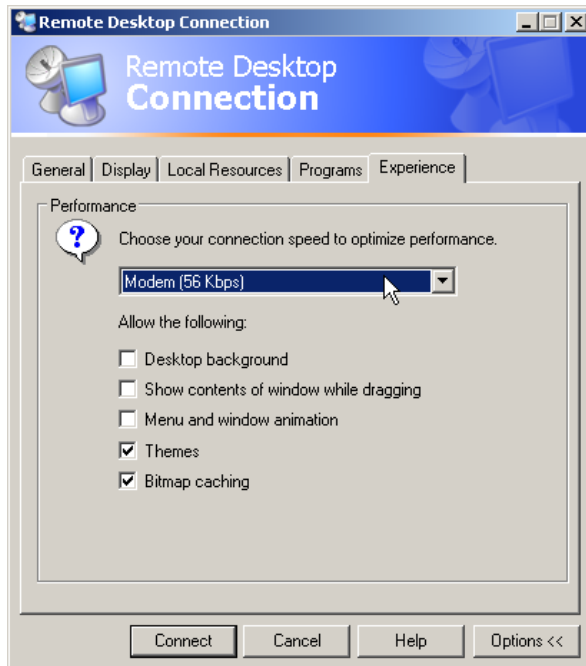 Remote Desktop Connection
Remote Desktop
Connection
General Display Local Resources Programs Experience
Performance
Choose your connection speed to optimize performance.
Modem (56 Kbps)
Allow the following:
Desktop background
Show contents of window while dragging
Menu and window animation
Themes
Bitmap caching
Connect Cancel Help Options <<